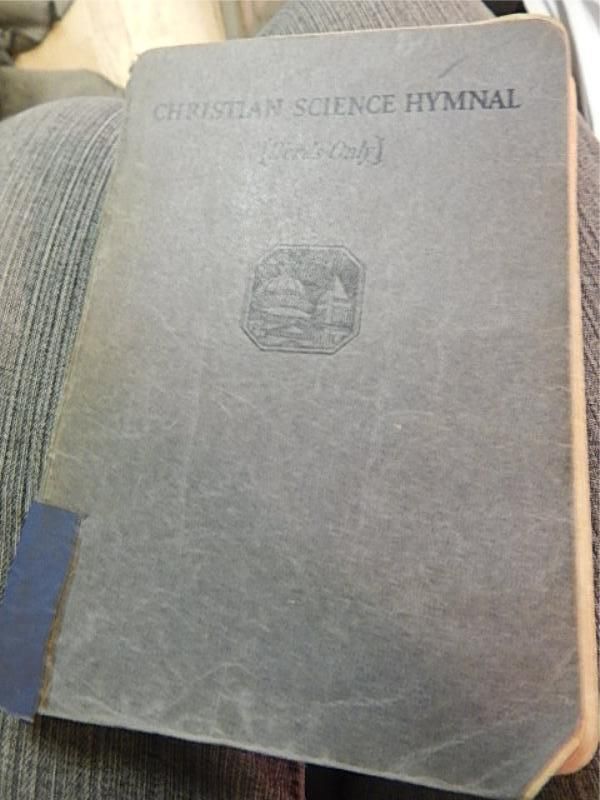 CHRISTIAN SCIENCE HYMNAL
[Words Only]